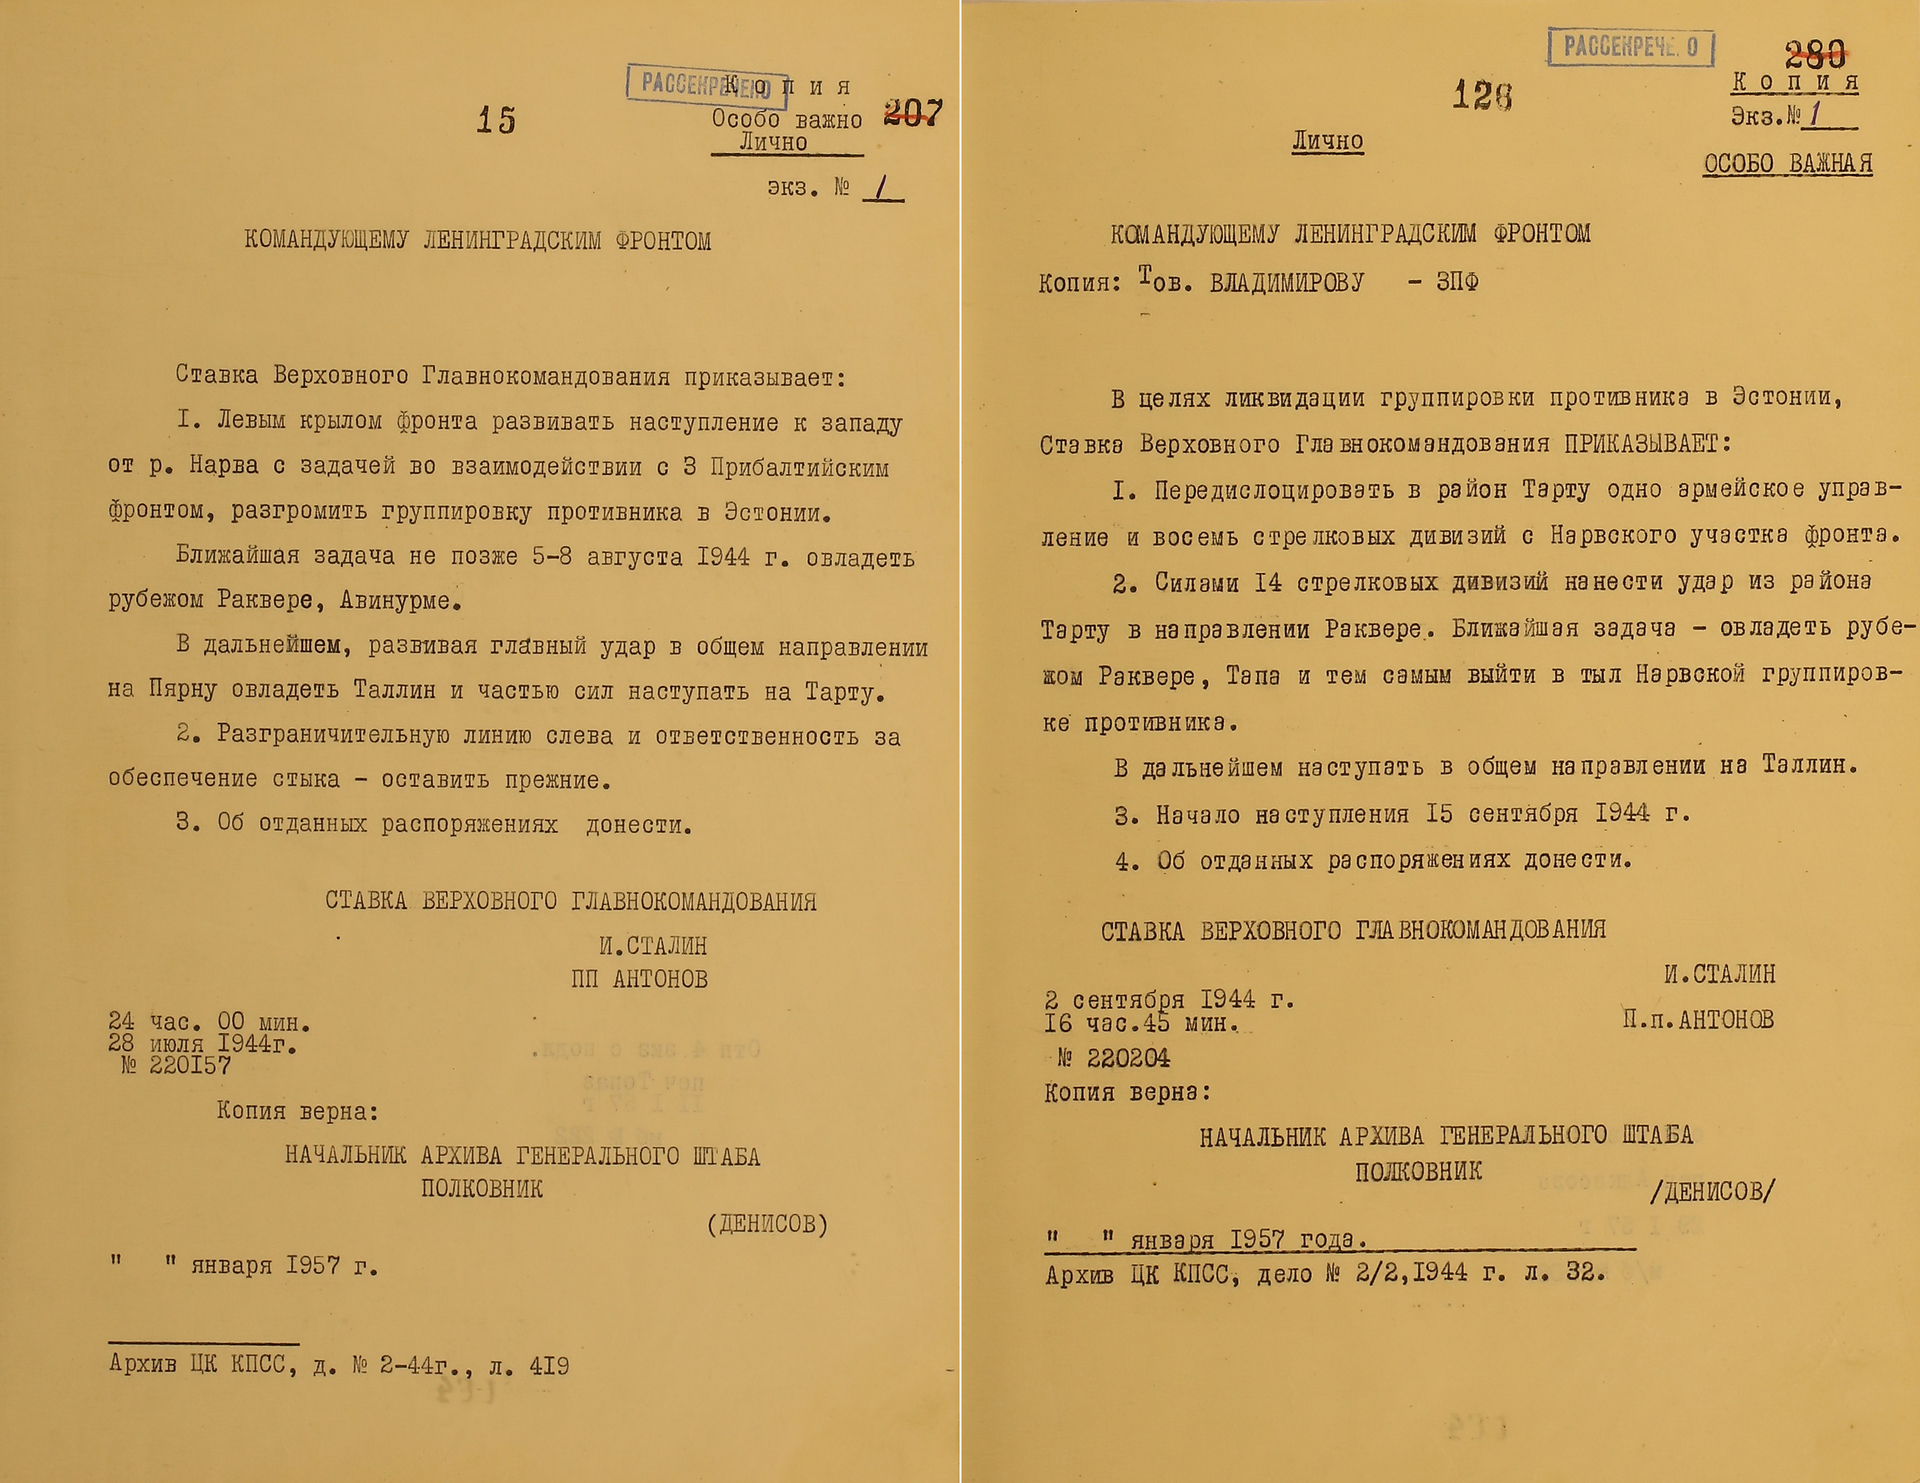 РАССЕКРЕЧЕНО
Копия
15
Особо важно
207
Лично
экз. № 1
КОМАНДУЮЩЕМУ ЛЕНИНГРАДСКИМ ФРОНТОМ
Ставка Верховного Главнокомандования приказывает:
I. Левым крылом фронта развивать наступление к западу
от р. Нарва с задачей во взаимодействии с 3 Прибалтийским
фронтом, разгромить группировку противника в Эстонии.
Ближайшая задача не позже 5-8 августа 1944 г. овладеть
рубежом Раквере, Авинурме.
В дальнейшем, развивая главный удар в общем направлении
на Пярну овладеть Таллин и частью сил наступать на Тарту.
2. Разграничительную линию слева и ответственность за
обеспечение стыка - оставить прежние.
3. Об отданных распоряжениях донести.
СТАВКА ВЕРХОВНОГО ГЛАВНОКОМАНДОВАНИЯ
И.СТАЛИН
ПП АНТОНОВ
24 час. 00 мин.
28 июля 1944г.
№ 220157
Копия верна:
НАЧАЛЬНИК АРХИВА ГЕНЕРАЛЬНОГО ШТАБА
ПОЛКОВНИК
(ДЕНИСОВ)
" " января 1957 г.
Архив ЦК КПСС, д. № 2-44г., л. 419
РАССЕКРЕЧЕ. О
280
Копия
128
Экз.№ 1
Лично
ОСОБО ВАЖНАЯ
КОМАНДУЮЩЕМУ ЛЕНИНГРАДСКИМ ФРОНТОМ
Копия: Тов. ВЛАДИМИРОВУ - ЗПФ
В целях ликвидации группировки противника в Эстонии,
Ставка Верховного Главнокомандования ПРИКАЗЫВАЕТ:
I. Передислоцировать в район Тарту одно армейское управ-
ление и восемь стрелковых дивизий с Нарвского участка фронта.
2. Силами 14 стрелковых дивизий нанести удар из района
Тарту в направлении Раквере. Ближайшая задача - овладеть рубе-
жом Раквере, Тапа и тем самым выйти в тыл Нарвской группиров-
ке противника.
В дальнейшем наступать в общем направлении на Таллин.
3. Начало наступления 15 сентября 1944 г.
4. Об отданных распоряжениях донести.
СТАВКА ВЕРХОВНОГО ГЛАВНОКОМАНДОВАНИЯ
И.СТАЛИН
П.п.АНТОНОВ
2 сентября 1944 г.
16 час.45 мин.
№ 220204
Копия верна:
НАЧАЛЬНИК АРХИВА ГЕНЕРАЛЬНОГО ШТАБА
ПОЛКОВНИК
/ДЕНИСОВ/
" " января 1957 года.
Архив ЦК КПСС, дело № 2/2,1944 г. л. 32.